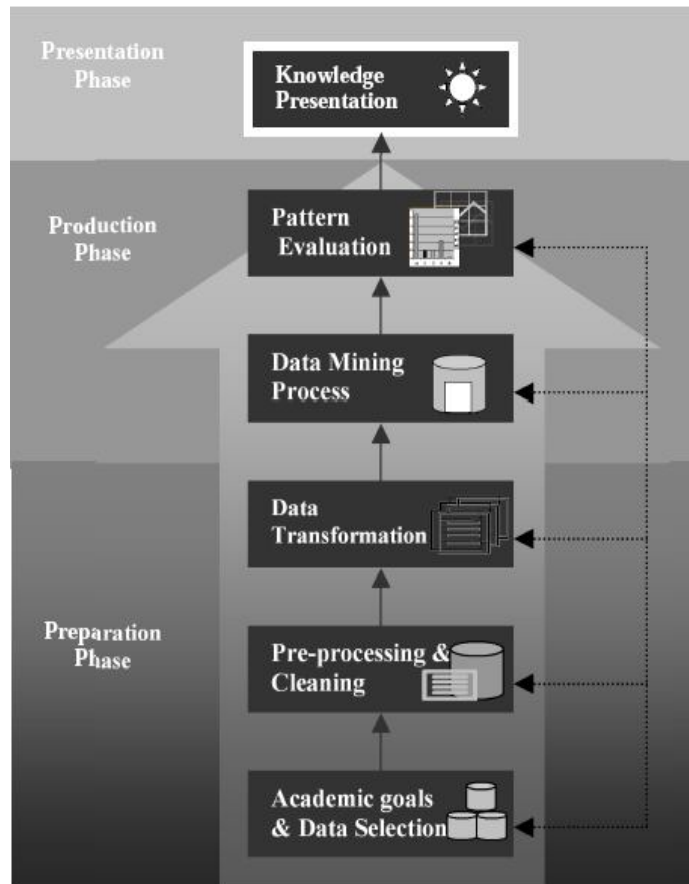 Presentation
Phase
Knowledge
Presentation
Production
Phase
Pattern
Evaluation
Data Mining
Process
Data
Transformation
Preparation
Phase
Pre-processing &
Cleaning
Academic goals
& Data Selection